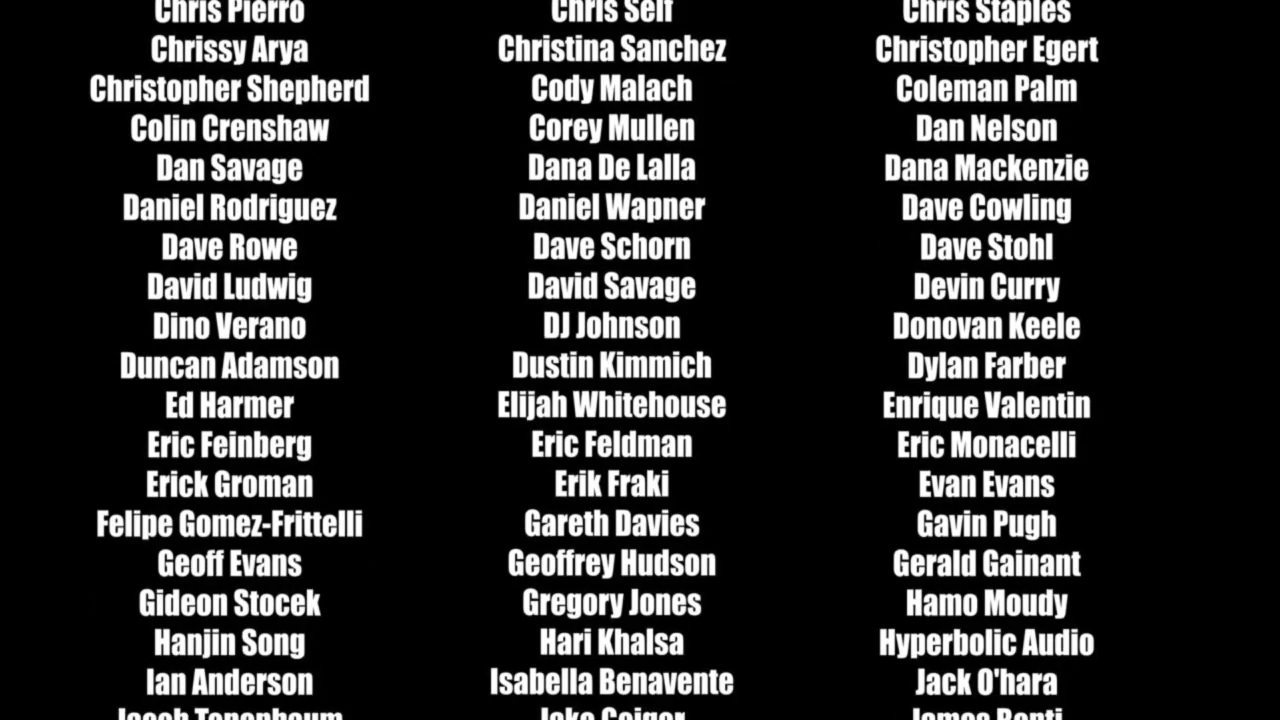 Chris Pierro Chris Self Chris Staples
Chrissy Arya Christina Sanchez Christopher Egert
Christopher Shepherd Cody Malach Coleman Palm
Colin Crenshaw Corey Mullen Dan Nelson
Dan Savage Dana De Lalla Dana Mackenzie
Daniel Rodriguez Daniel Wapner Dave Cowling
Dave Rowe Dave Schorn Dave Stohl
David Ludwig David Savage Devin Curry
Dino Verano DJ Johnson Donovan Keele
Duncan Adamson Dustin Kimmich Dylan Farber
Ed Harmer Elijah Whitehouse Enrique Valentin
Eric Feinberg Eric Feldman Eric Monacelli
Erick Groman Erik Fraki Evan Evans
Felipe Gomez-Frittelli Gareth Davies Gavin Pugh
Geoff Evans Geoffrey Hudson Gerald Gainant
Gideon Stocek Gregory Jones Hamo Moudy
Hanjin Song Hari Khalsa Hyperbolic Audio
Ian Anderson Isabella Benavente Jack O'hara